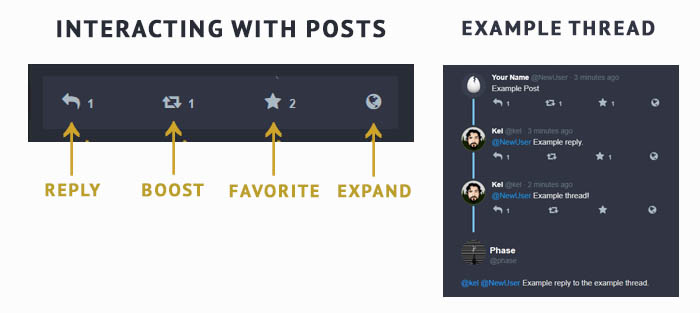 INTERACTING WITH POSTS
1 1 2
REPLY BOOST FAVORITE EXPAND
EXAMPLE THREAD
Your Name @NewUser · 3 minutes ago
Example Post
1 1 1
Kel @kel · 3 minutes ago
@NewUser Example reply.
1 1
Kel @kel · 2 minutes ago
@NewUser Example thread!
1
Phase
@phase
@kel @NewUser Example reply to the example thread.